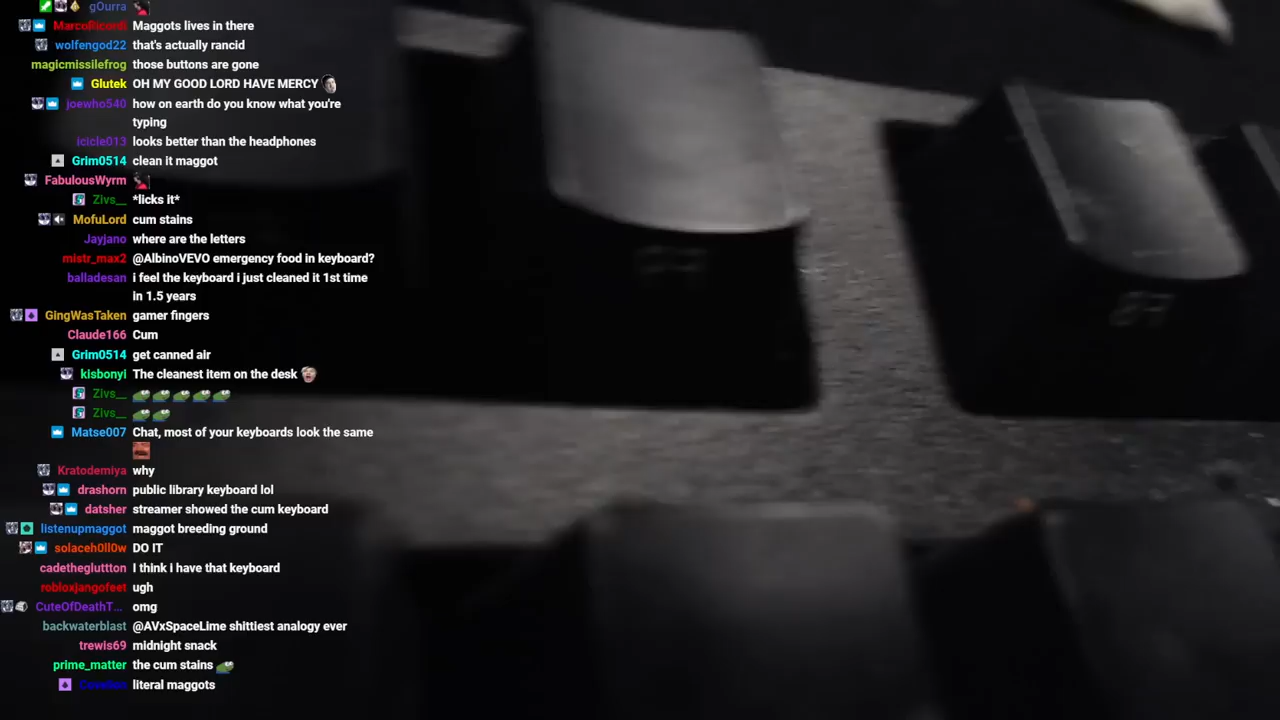 gOurra
MarcoRicordi Maggots lives in there
wolfengod22 that's actually rancid
magicmissilefrog those buttons are gone
Glutek OH MY GOOD LORD HAVE MERCY
joewho540 how on earth do you know what you're
typing
icicle013 looks better than the headphones
Grim0514 clean it maggot
FabulousWyrm
Zivs__ *licks it*
MofuLord cum stains
Jayjano where are the letters
mistr_max2 @AlbinoVEVO emergency food in keyboard?
balladesan i feel the keyboard i just cleaned it 1st time
in 1.5 years
GingWasTaken gamer fingers
Claude166 Cum
Grim0514 get canned air
kisbonyi The cleanest item on the desk
Zivs__
Zivs__
Matse007 Chat, most of your keyboards look the same
Kratodemiya why
drashorn public library keyboard lol
datsher streamer showed the cum keyboard
listenupmaggot maggot breeding ground
solaceh0ll0w DO IT
cadetheglutton I think i have that keyboard
robloxjangofeet ugh
CuteOfDeathT... omg
backwaterblast @AVxSpaceLime shittiest analogy ever
trewis69 midnight snack
prime_matter the cum stains
literal maggots